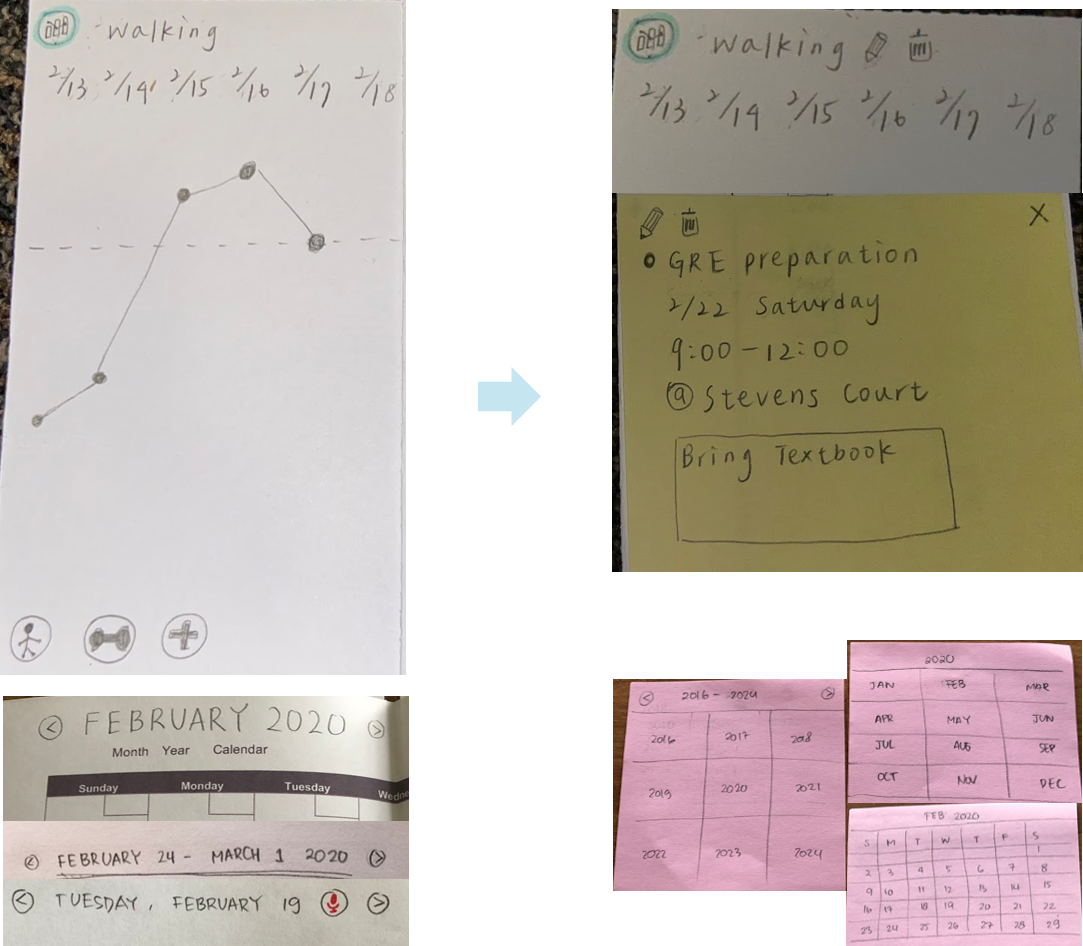 walking
2/13 2/14 2/15 2/16 2/17 2/18
walking
2/13 2/14 2/15 2/16 2/17 2/18
GRE preparation
2/22 Saturday
9:00 - 12:00
@ Stevens Court
Bring Textbook
X
< FEBRUARY 2020 >
Month Year Calendar
Sunday Monday Tuesday Wedne
< FEBRUARY 24 - MARCH 1 2020 >
< TUESDAY, FEBRUARY 19 >
< 2016 - 2024 >
2016 2017 2018
2019 2020 2021
2022 2023 2024
2020
JAN FEB MAR
APR MAY JUN
JUL AUG SEP
OCT NOV DEC
FEB 2020
S M T W T F S
1
2 3 4 5 6 7 8
9 10 11 12 13 14 15
16 17 18 19 20 21 22
23 24 25 26 27 28 29